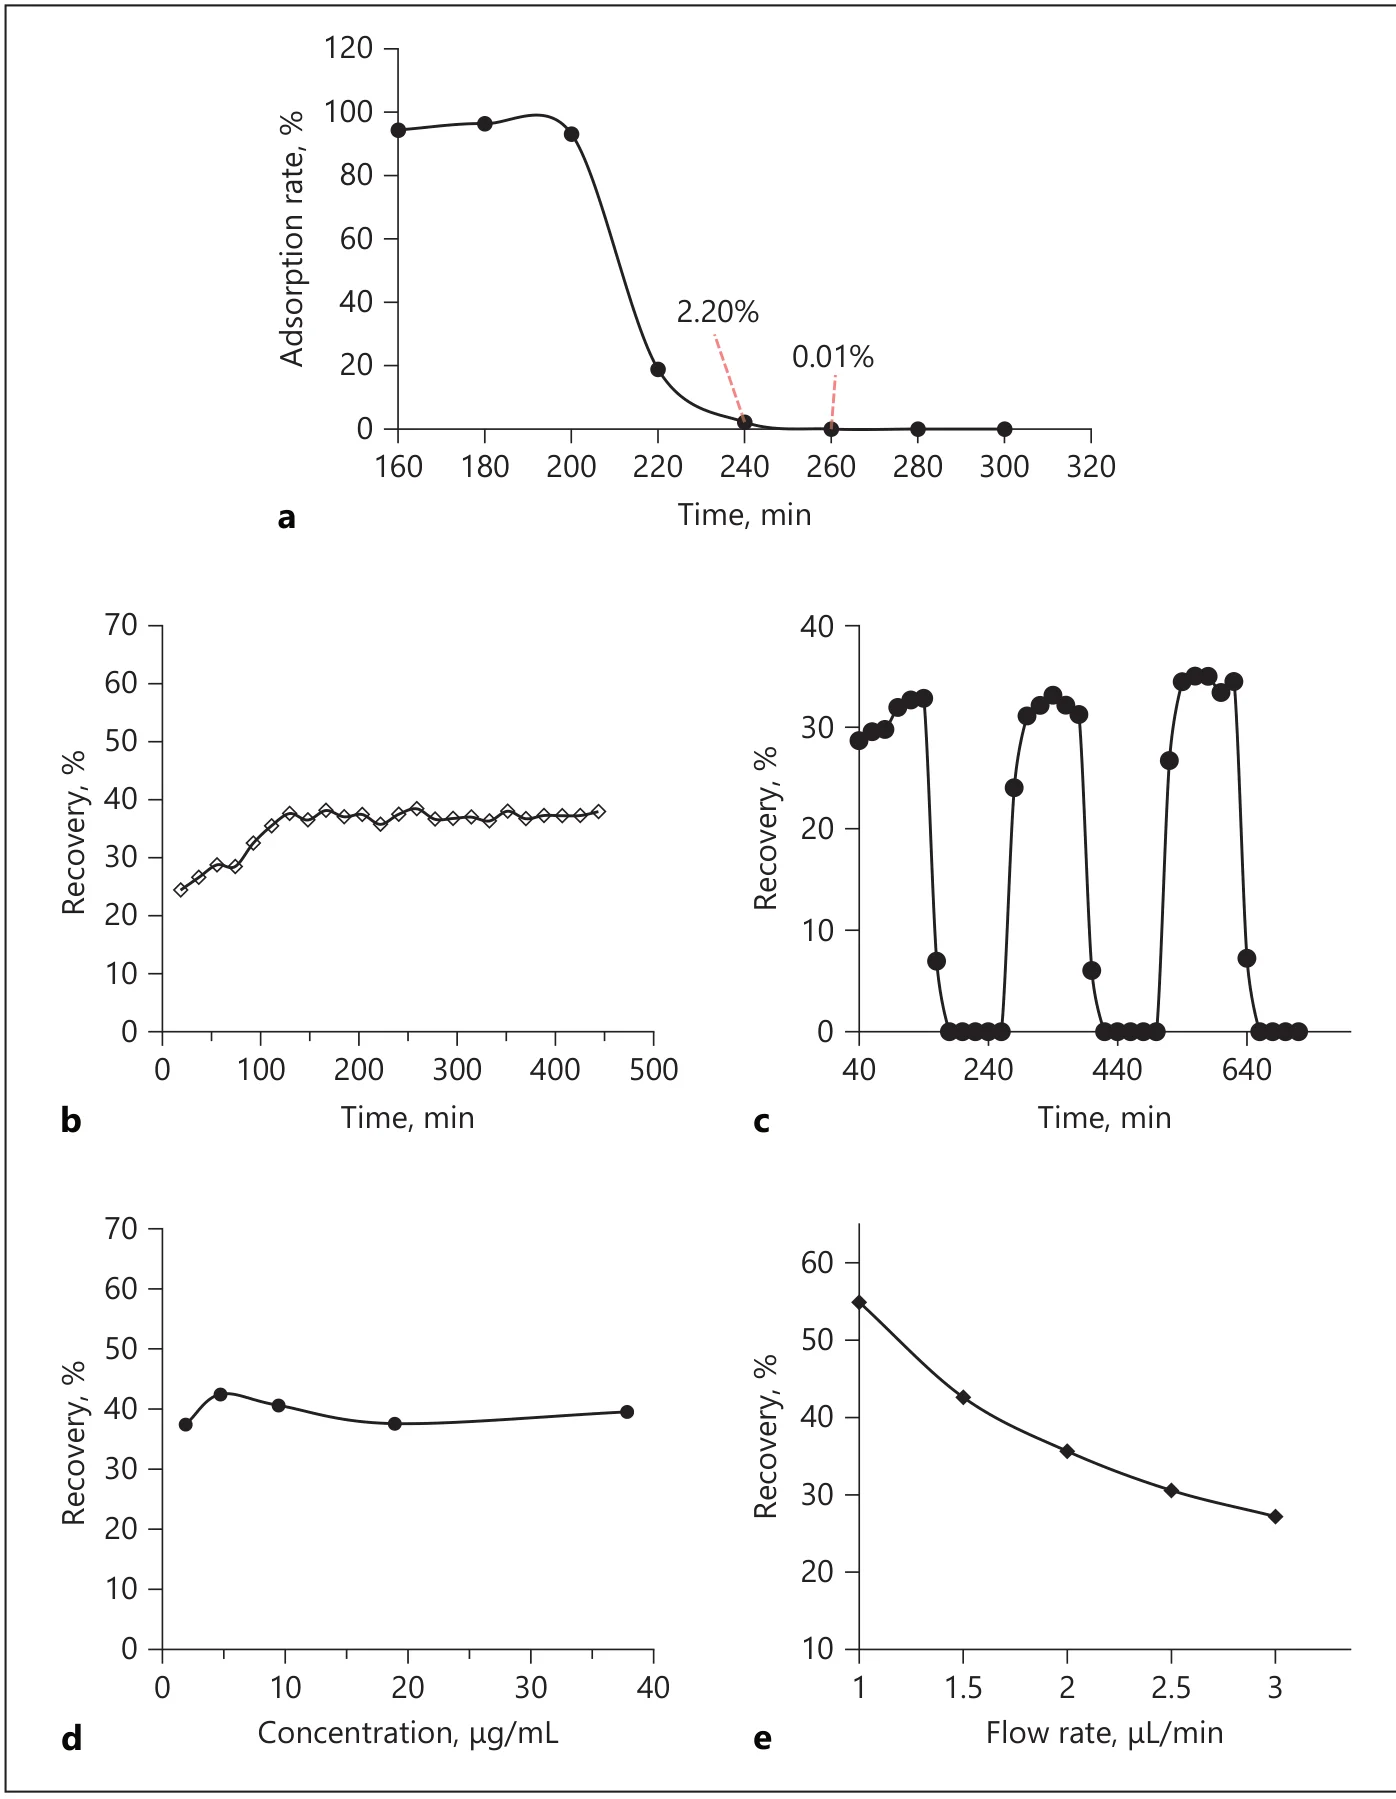 120
100
80
60
40
20
0
Adsorption rate, %
2.20%
0.01%
160 180 200 220 240 260 280 300 320
Time, min
a
70
60
50
40
30
20
10
0
Recovery, %
0 100 200 300 400 500
Time, min
b
40
30
20
10
0
Recovery, %
40 240 440 640
Time, min
c
70
60
50
40
30
20
10
0
Recovery, %
0 10 20 30 40
Concentration, µg/mL
d
60
50
40
30
20
10
Recovery, %
1 1.5 2 2.5 3
Flow rate, µL/min
e